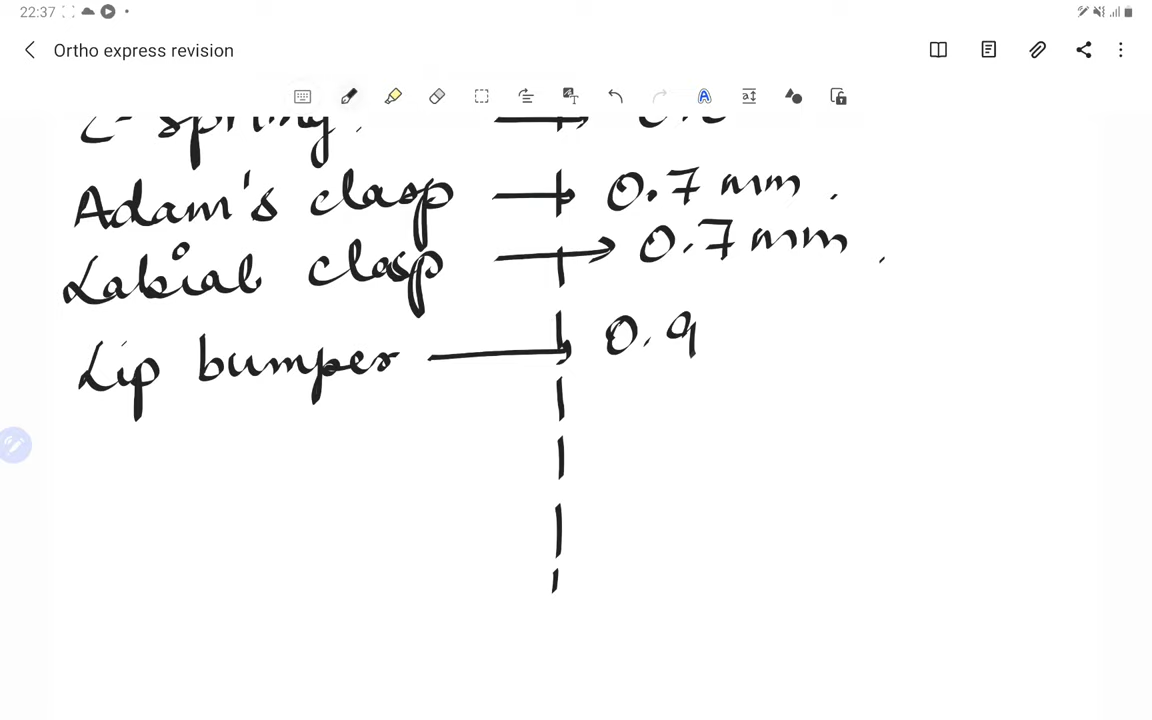 22:37
Ortho express revision
Z-spring.
Adam's clasp → 0.7 mm.
Labial clasp → 0.7 mm.
Lip bumper → 0.9